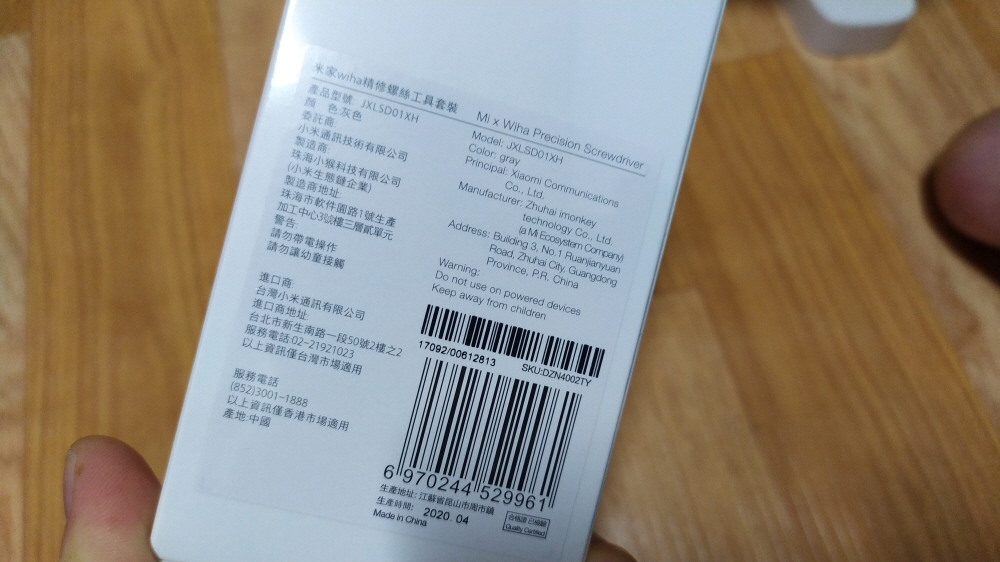 米家wiha精修螺絲工具套裝
產品型號: JXLSD01XH
顏 色:灰色
委託商:
小米通訊技術有限公司
製造商:
珠海小猴科技有限公司
(小米生態鏈企業)
製造商地址:
珠海市軟件園路1號生產
加工中心3號樓三層貳單元
警告:
請勿帶電操作
請勿讓幼童接觸
進口商:
台灣小米通訊有限公司
進口商地址:
台北市新生南路一段50號2樓之2
服務電話:02-21921023
以上資訊僅台灣市場適用
服務電話
(852)3001-1888
以上資訊僅香港市場適用
產地:中國
Mi x Wiha Precision Screwdriver
Model: JXLSD01XH
Color: gray
Principal: Xiaomi Communications
Co., Ltd.
Manufacturer: Zhuhai imonkey
technology Co., Ltd.
(a Mi Ecosystem Company)
Address: Building 3, No.1 Ruanjianyuan
Road, Zhuhai City, Guangdong
Province, P.R. China
Warning:
Do not use on powered devices
Keep away from children
17092/00612813
SKU:DZN4002TY
6 970244 529961
生產地址: 江蘇省昆山市周市鎮
生產時間: 2020. 04
Made in China
合格證 已檢驗
Quality Certified